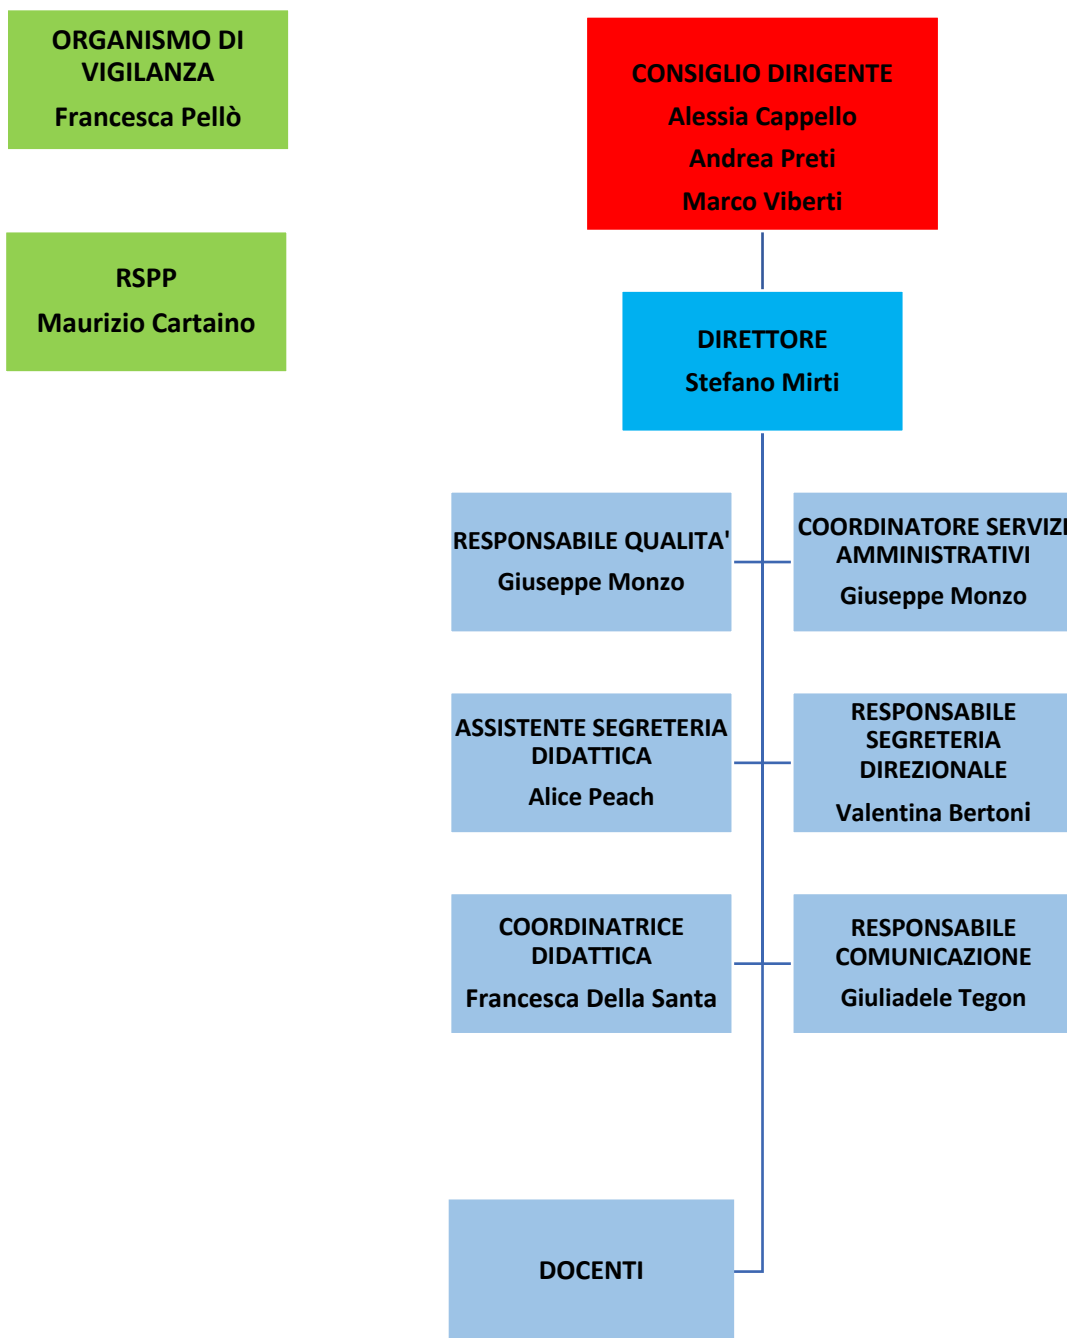 ORGANISMO DI
VIGILANZA
Francesca Pellò
CONSIGLIO DIRIGENTE
Alessia Cappello
Andrea Preti
Marco Viberti
RSPP
Maurizio Cartaino
DIRETTORE
Stefano Mirti
RESPONSABILE QUALITA'
Giuseppe Monzo
COORDINATORE SERVIZI
AMMINISTRATIVI
Giuseppe Monzo
ASSISTENTE SEGRETERIA
DIDATTICA
Alice Peach
RESPONSABILE
SEGRETERIA
DIREZIONALE
Valentina Bertoni
COORDINATRICE
DIDATTICA
Francesca Della Santa
RESPONSABILE
COMUNICAZIONE
Giuliadele Tegon
DOCENTI